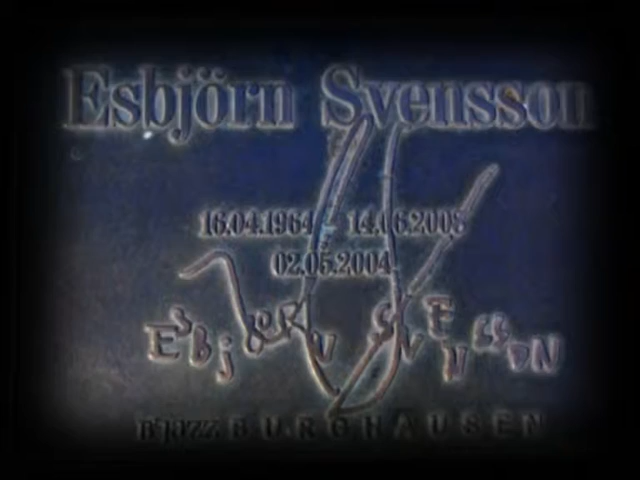 Esbjörn Svensson
16.04.1964 - 14.06.2008
02.05.2004
EsBjöRN SVENSSON
B'jazz BURGHAUSEN